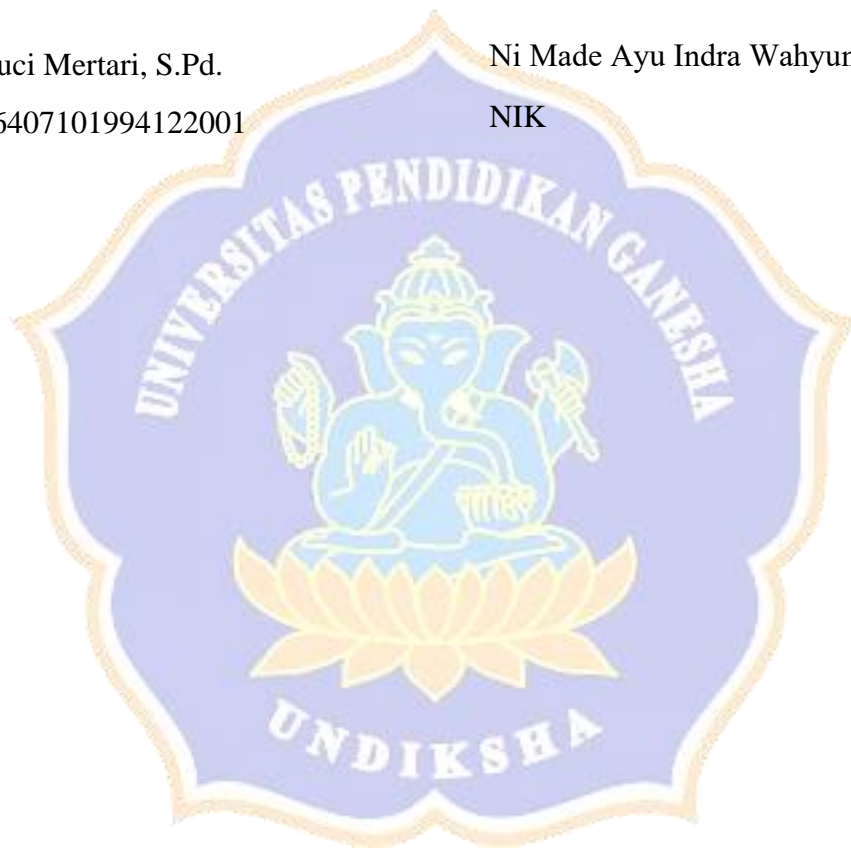 uci Mertari, S.Pd.
6407101994122001
Ni Made Ayu Indra Wahyun
NIK
UNIVERSITAS PENDIDIKAN GANESHA
UNDIKSHA